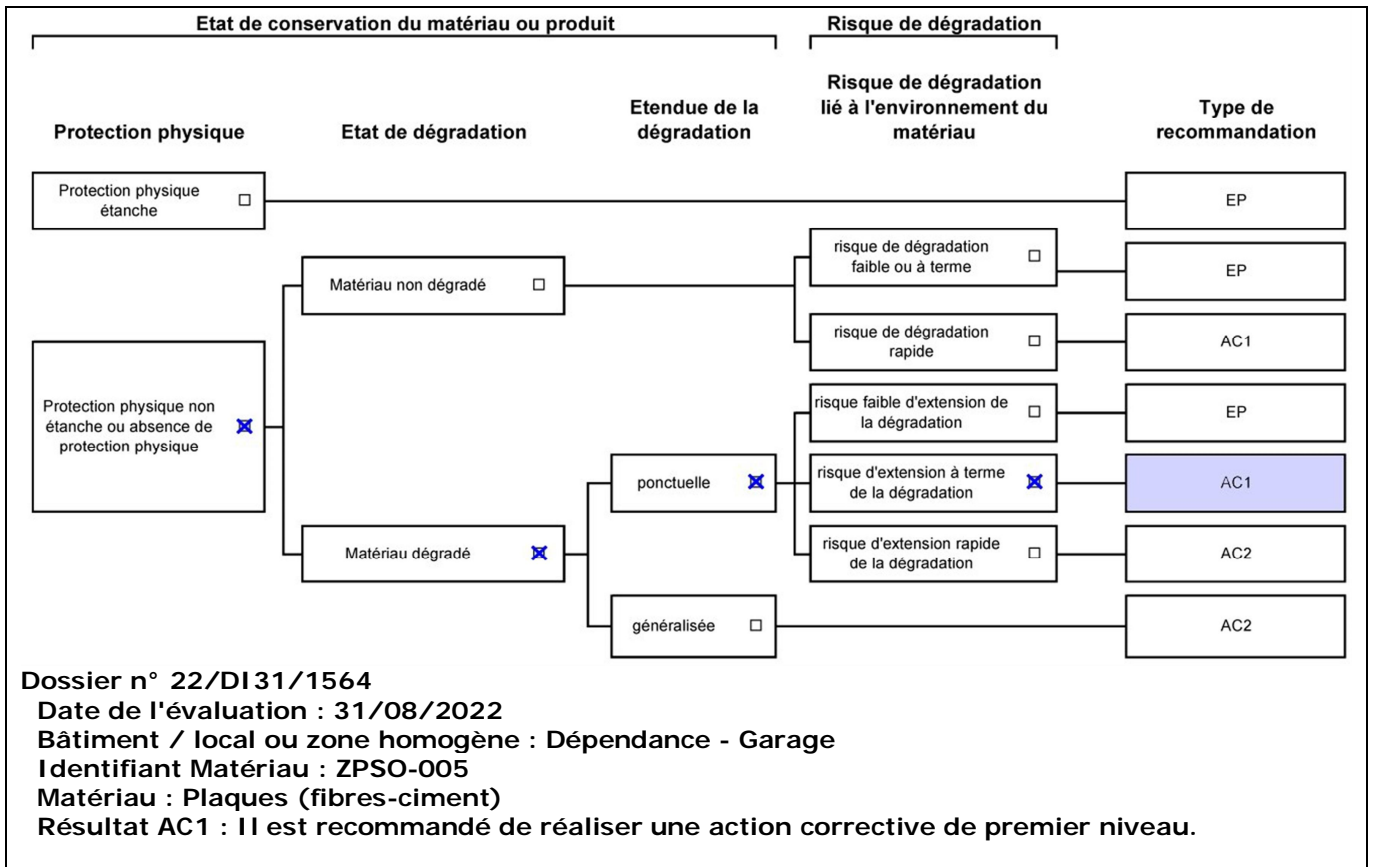 Etat de conservation du matériau ou produit
Risque de dégradation
Protection physique
Etat de dégradation
Etendue de la
dégradation
Risque de dégradation
lié à l'environnement du
matériau
Type de
recommandation
Protection physique
étanche
EP
Matériau non dégradé
risque de dégradation
faible ou à terme
EP
risque de dégradation
rapide
AC1
Protection physique non
étanche ou absence de
protection physique
risque faible d'extension de
la dégradation
EP
ponctuelle
risque d'extension à terme
de la dégradation
AC1
Matériau dégradé
risque d'extension rapide
de la dégradation
AC2
généralisée
AC2
Dossier n° 22/DI31/1564
Date de l'évaluation : 31/08/2022
Bâtiment / local ou zone homogène : Dépendance - Garage
Identifiant Matériau : ZPSO-005
Matériau : Plaques (fibres-ciment)
Résultat AC1 : Il est recommandé de réaliser une action corrective de premier niveau.